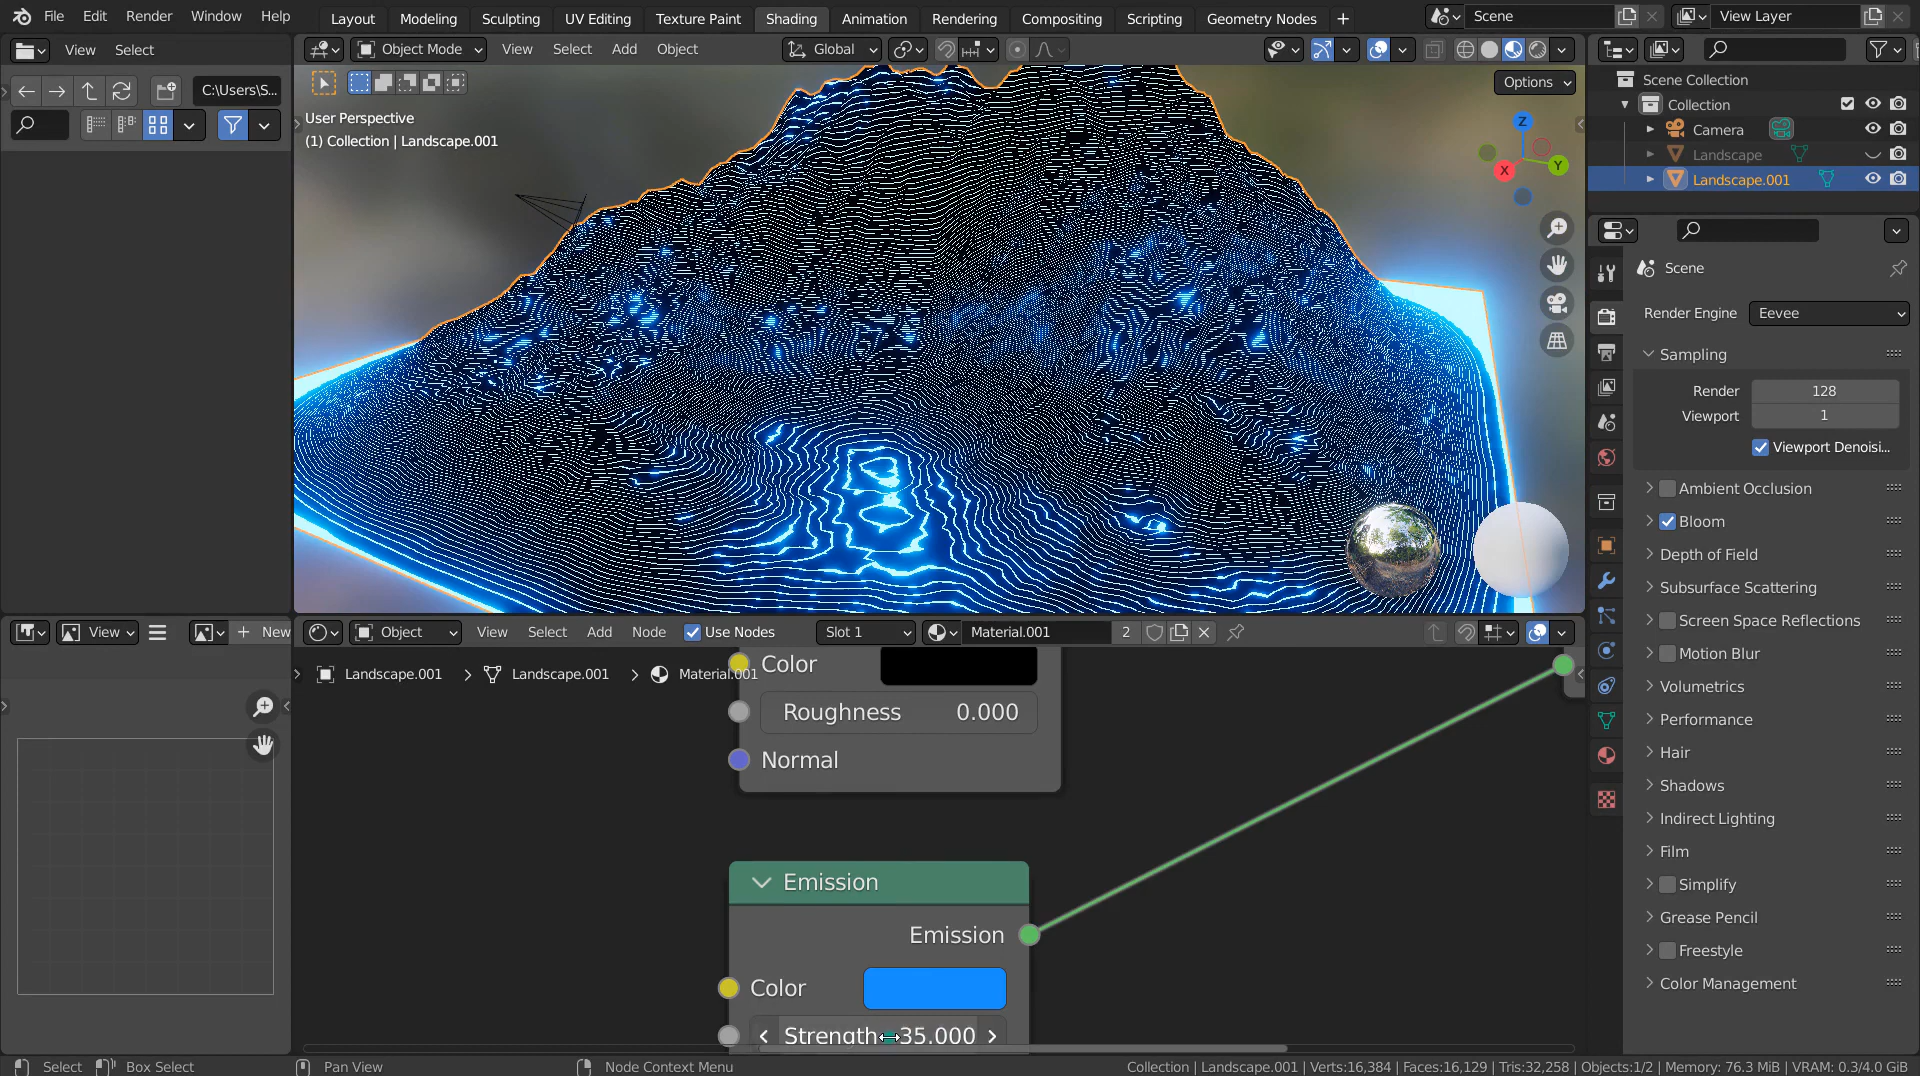 File Edit Render Window Help Layout Modeling Sculpting UV Editing Texture Paint Shading Animation Rendering Compositing Scripting Geometry Nodes + Scene View Layer
View Select Object Mode View Select Add Object Global
C:\Users\S... Options
User Perspective
(1) Collection | Landscape.001
Z
Y
X
Scene Collection
Collection
Camera
Landscape
Landscape.001
Scene
Render Engine Eevee
Sampling
Render 128
Viewport 1
Viewport Denoisi...
Ambient Occlusion
Bloom
Depth of Field
Subsurface Scattering
Screen Space Reflections
Motion Blur
Volumetrics
Performance
Hair
Shadows
Indirect Lighting
Film
Simplify
Grease Pencil
Freestyle
Color Management
View + New Object View Select Add Node Use Nodes Slot 1 Material.001 2
Landscape.001 > Landscape.001 > Material.001
Color
Roughness 0.000
Normal
Emission
Emission
Color
Strength 35.000
Select Box Select Pan View Node Context Menu Collection | Landscape.001 | Verts:16,384 | Faces:16,129 | Tris:32,258 | Objects:1/2 | Memory: 76.3 MiB | VRAM: 0.3/4.0 GiB